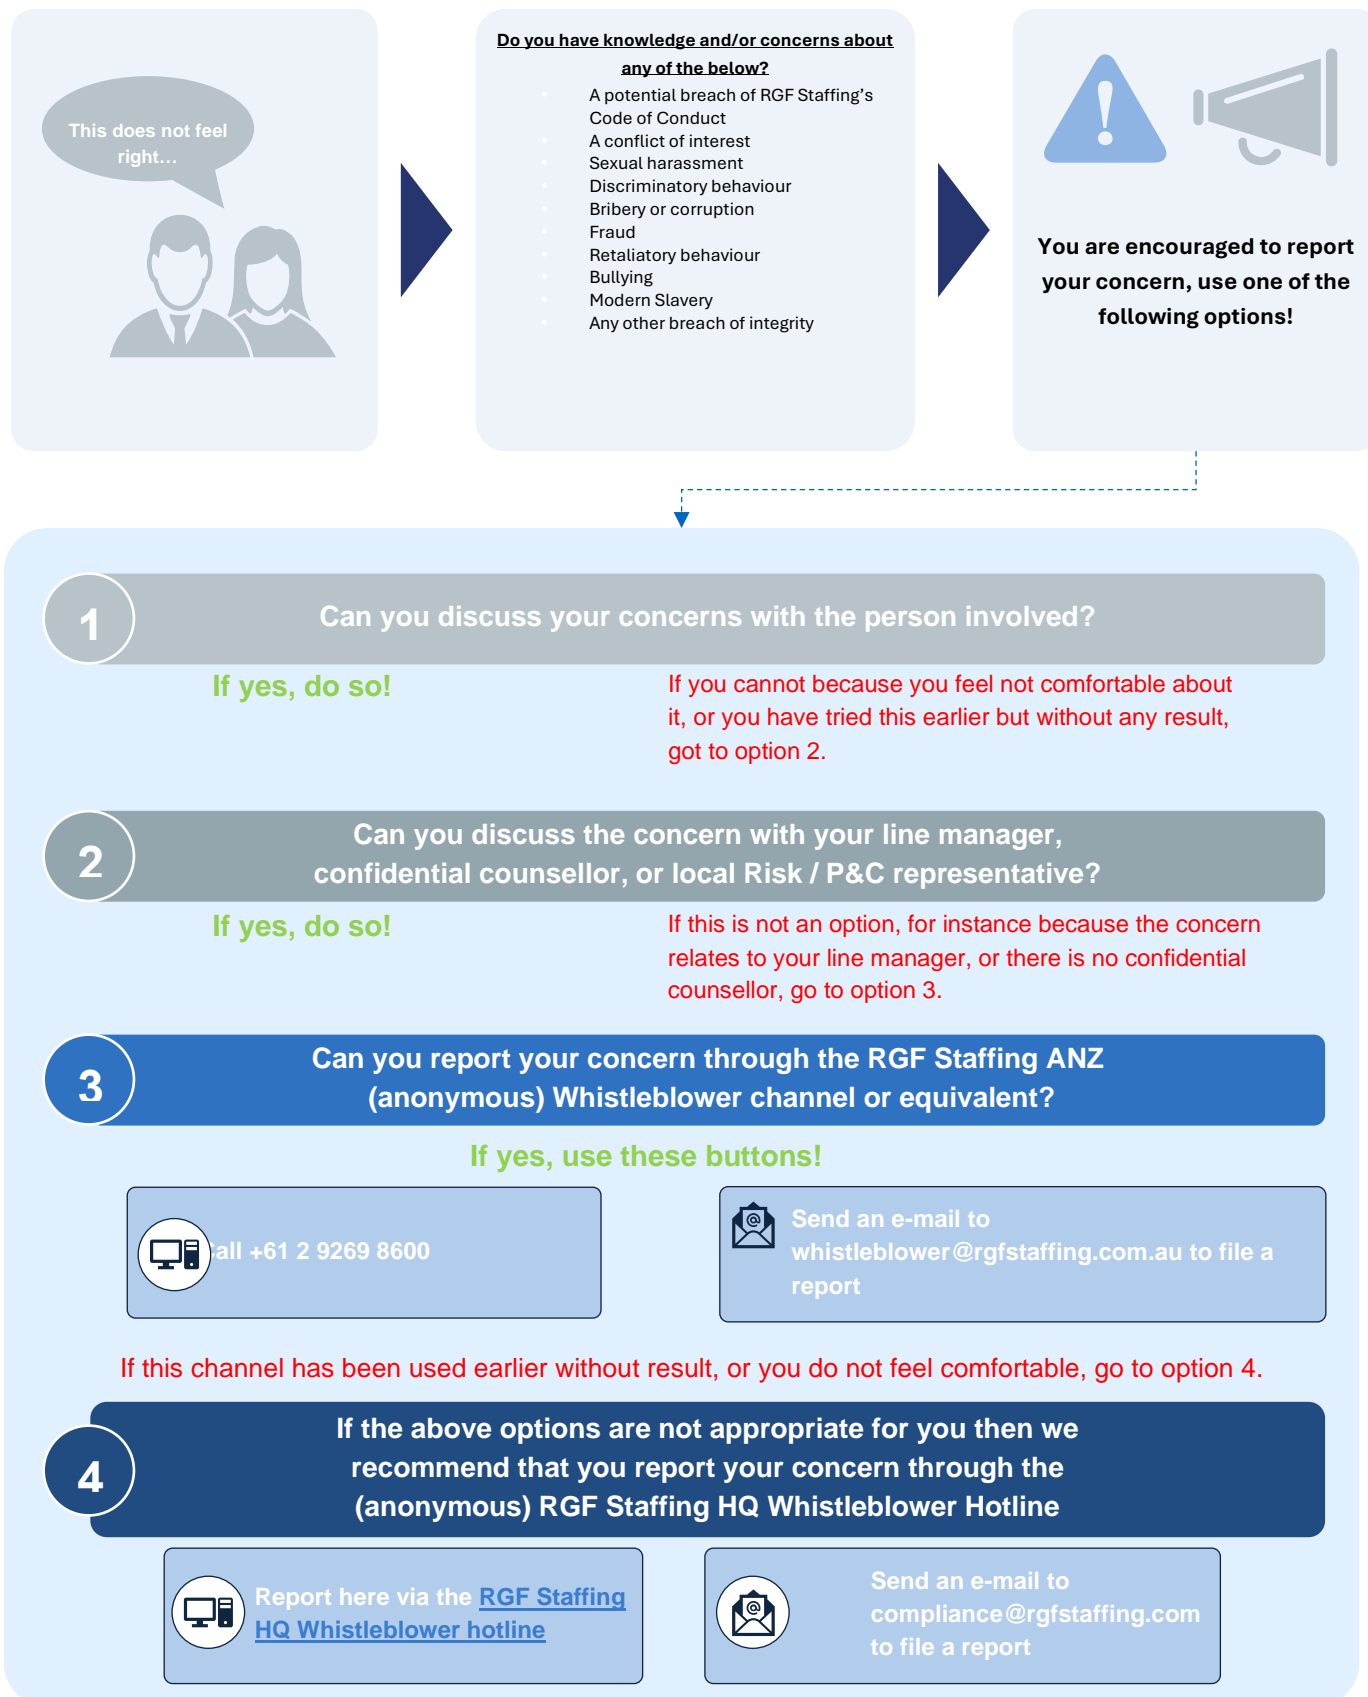 This does not feel
right...
Do you have knowledge and/or concerns about
any of the below?
A potential breach of RGF Staffing's
Code of Conduct
A conflict of interest
Sexual harassment
Discriminatory behaviour
Bribery or corruption
Fraud
Retaliatory behaviour
Bullying
Modern Slavery
Any other breach of integrity
!
You are encouraged to report
your concern, use one of the
following options!
1
Can you discuss your concerns with the person involved?
If yes, do so!
If you cannot because you feel not comfortable about
it, or you have tried this earlier but without any result,
got to option 2.
2
Can you discuss the concern with your line manager,
confidential counsellor, or local Risk / P&C representative?
If yes, do so!
If this is not an option, for instance because the concern
relates to your line manager, or there is no confidential
counsellor, go to option 3.
3
Can you report your concern through the RGF Staffing ANZ
(anonymous) Whistleblower channel or equivalent?
If yes, use these buttons!
Call +61 2 9269 8600
Send an e-mail to
whistleblower@rgfstaffing.com.au to file a
report
If this channel has been used earlier without result, or you do not feel comfortable, go to option 4.
4
If the above options are not appropriate for you then we
recommend that you report your concern through the
(anonymous) RGF Staffing HQ Whistleblower Hotline
Report here via the RGF Staffing
HQ Whistleblower hotline
Send an e-mail to
compliance@rgfstaffing.com
to file a report